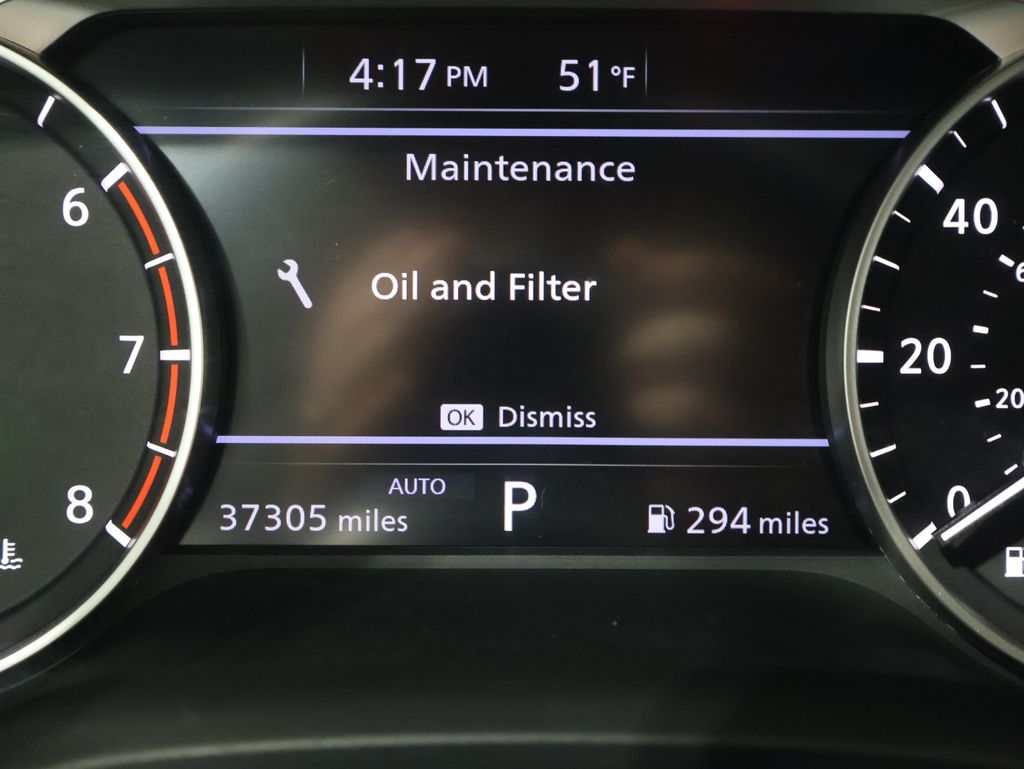 4:17 PM 51°F
Maintenance
Oil and Filter
OK Dismiss
AUTO
37305 miles P 294 miles
6
7
8
40
20
0
20